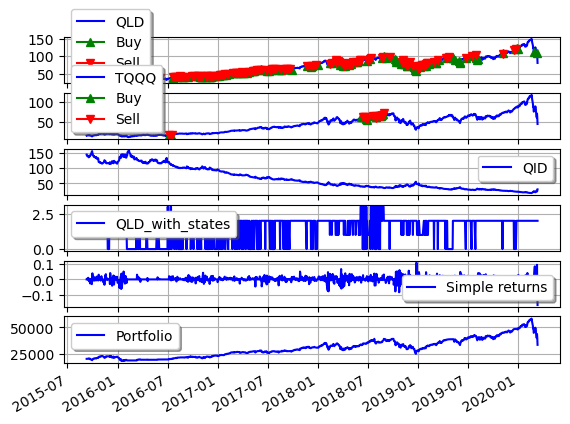 QLD
Buy
Sell
150
100
50
TQQQ
Buy
Sell
100
50
QID
150
100
50
QLD_with_states
2.5
0.0
Simple returns
0.1
0.0
−0.1
Portfolio
50000
25000
2015-07
2016-01
2016-07
2017-01
2017-07
2018-01
2018-07
2019-01
2019-07
2020-01